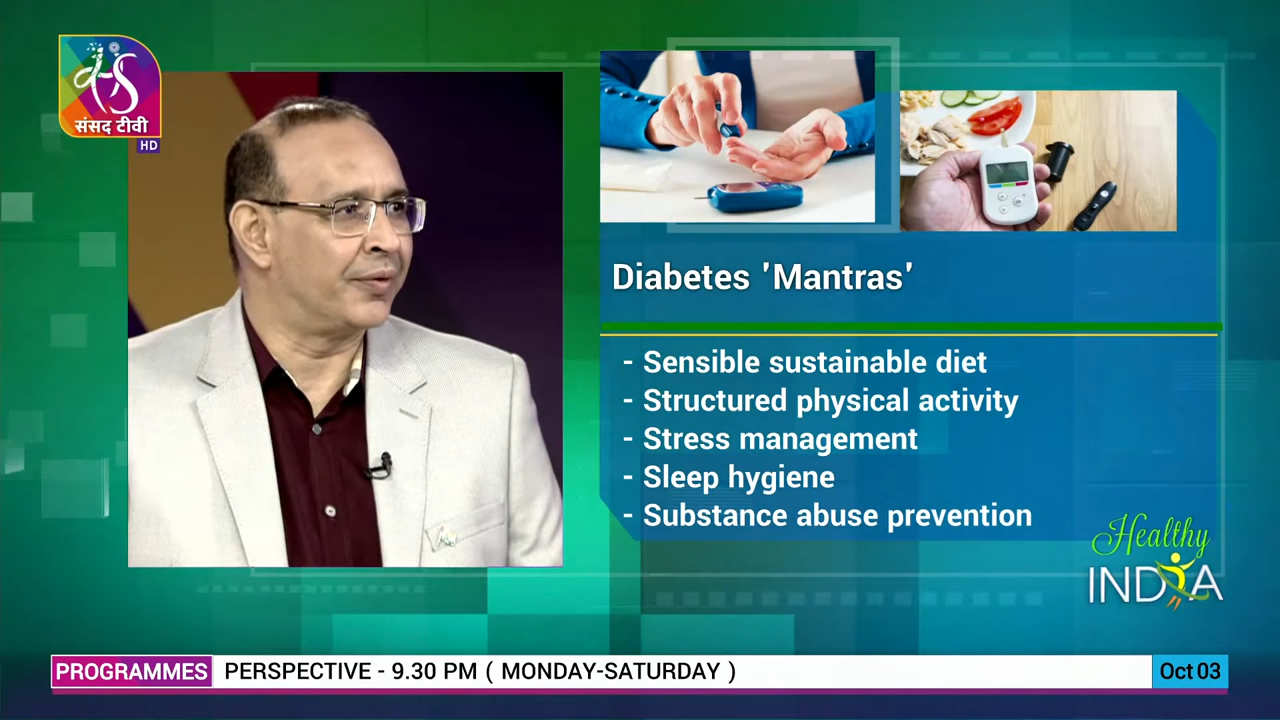 संसद टीवी
HD
Diabetes 'Mantras'
- Sensible sustainable diet
- Structured physical activity
- Stress management
- Sleep hygiene
- Substance abuse prevention
Healthy
INDIA
PROGRAMMES PERSPECTIVE - 9.30 PM ( MONDAY-SATURDAY ) Oct 03